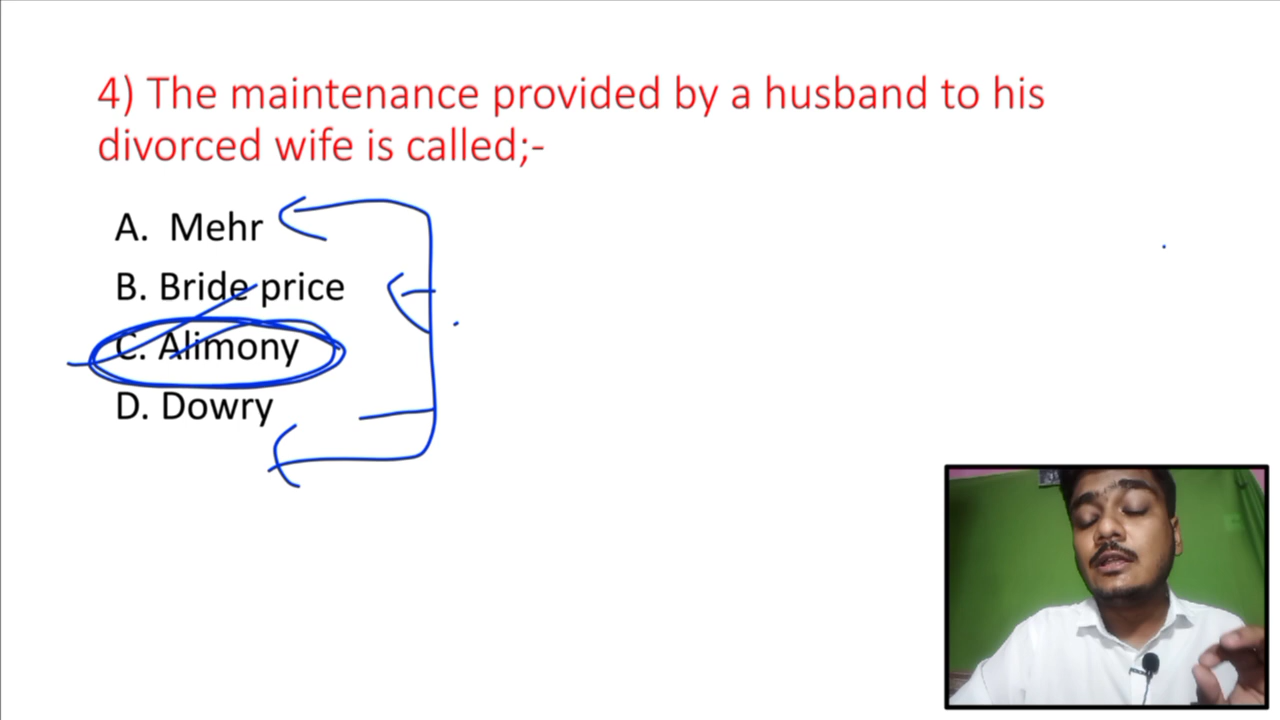 4) The maintenance provided by a husband to his
divorced wife is called;-
A. Mehr
B. Bride price
C. Alimony
D. Dowry